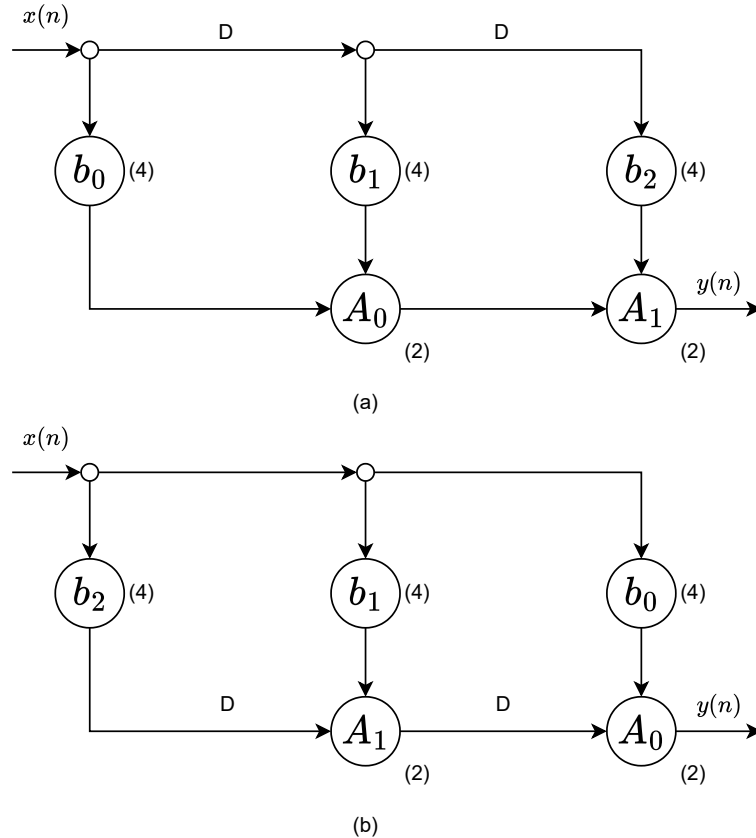 x(n)
D D
b₀ (4) b₁ (4) b₂ (4)
y(n)
A₀ A₁
(2) (2)
(a)
x(n)
b₂ (4) b₁ (4) b₀ (4)
D D y(n)
A₁ A₀
(2) (2)
(b)